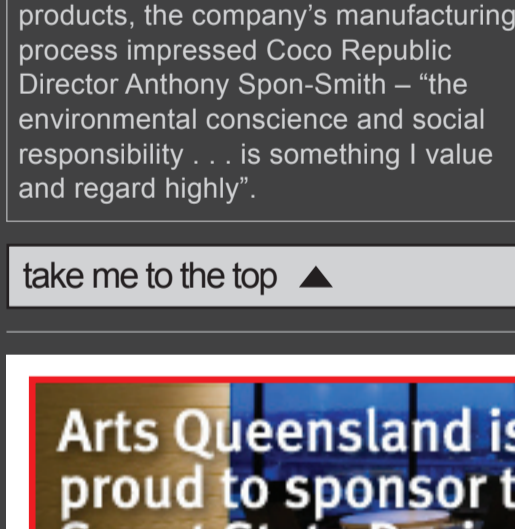 products, the company’s manufacturing
process impressed Coco Republic
Director Anthony Spon-Smith – “the
environmental conscience and social
responsibility . . . is something I value
and regard highly”.
take me to the top
Arts Queensland is
proud to sponsor